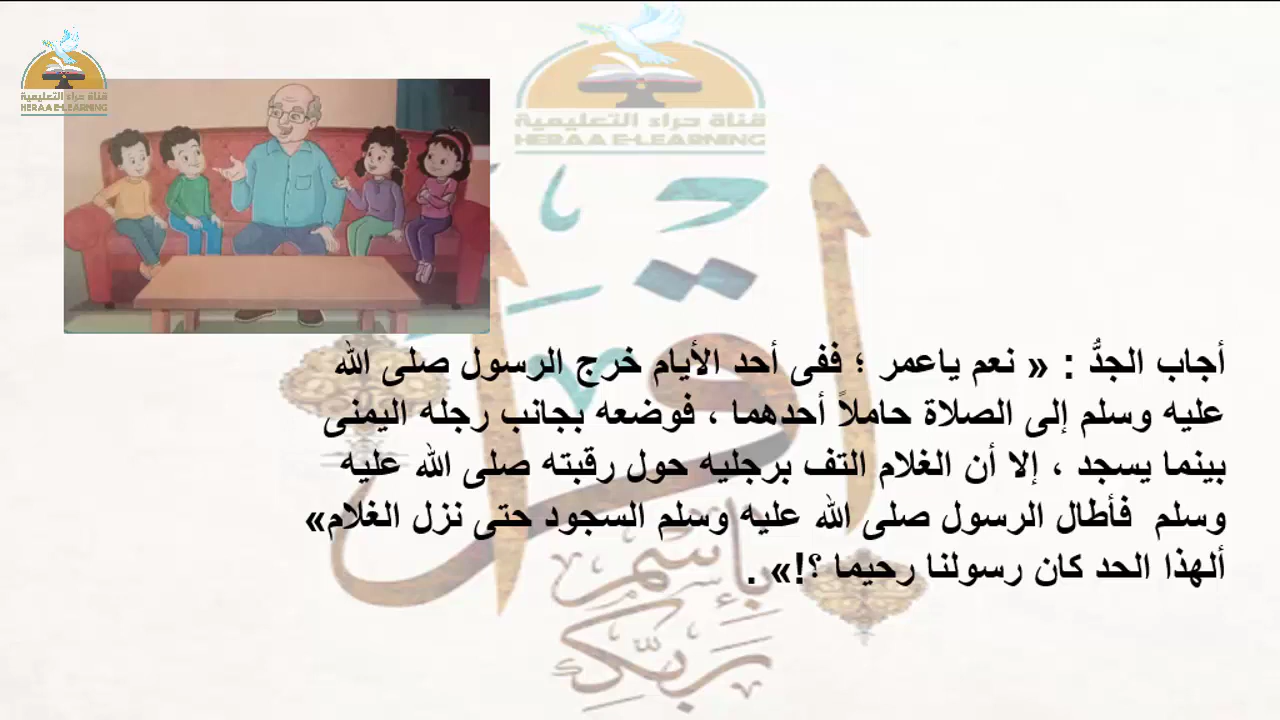 قناة حراء التعليمية
HERAA E-LEARNING
قناة حراء التعليمية
HERAA E-LEARNING
اقرأ
أجاب الجدُّ : « نعم ياعمر ؛ ففى أحد الأيام خرج الرسول صلى الله
عليه وسلم إلى الصلاة حاملاً أحدهما ، فوضعه بجانب رجله اليمنى
بينما يسجد ، إلا أن الغلام التف برجليه حول رقبته صلى الله عليه
وسلم فأطال الرسول صلى الله عليه وسلم السجود حتى نزل الغلام»
ألهذا الحد كان رسولنا رحيما ؟!» .
بِاسْمِ
رَبِّكَ